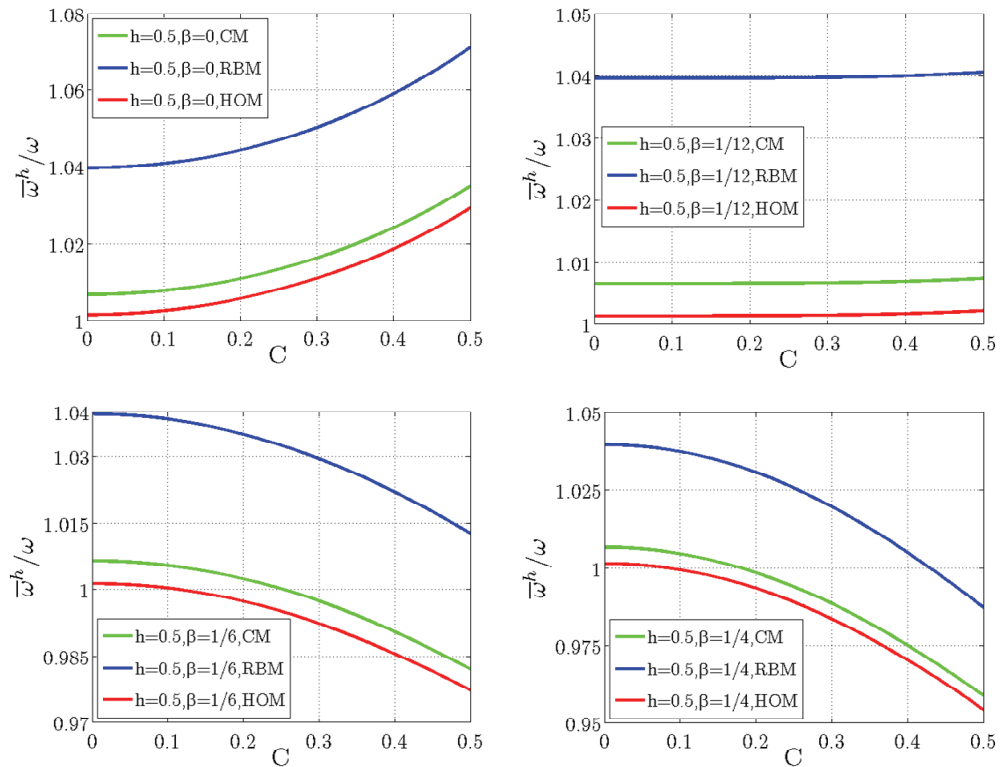 1.08
1.06
1.04
1.02
1
0 0.1 0.2 0.3 0.4 0.5
C
ω̅ʰ/ω
h=0.5,β=0,CM
h=0.5,β=0,RBM
h=0.5,β=0,HOM
1.05
1.04
1.03
1.02
1.01
1
0 0.1 0.2 0.3 0.4 0.5
C
ω̅ʰ/ω
h=0.5,β=1/12,CM
h=0.5,β=1/12,RBM
h=0.5,β=1/12,HOM
1.04
1.03
1.015
1
0.985
0.97
0 0.1 0.2 0.3 0.4 0.5
C
ω̅ʰ/ω
h=0.5,β=1/6,CM
h=0.5,β=1/6,RBM
h=0.5,β=1/6,HOM
1.05
1.025
1
0.975
0.95
0 0.1 0.2 0.3 0.4 0.5
C
ω̅ʰ/ω
h=0.5,β=1/4,CM
h=0.5,β=1/4,RBM
h=0.5,β=1/4,HOM